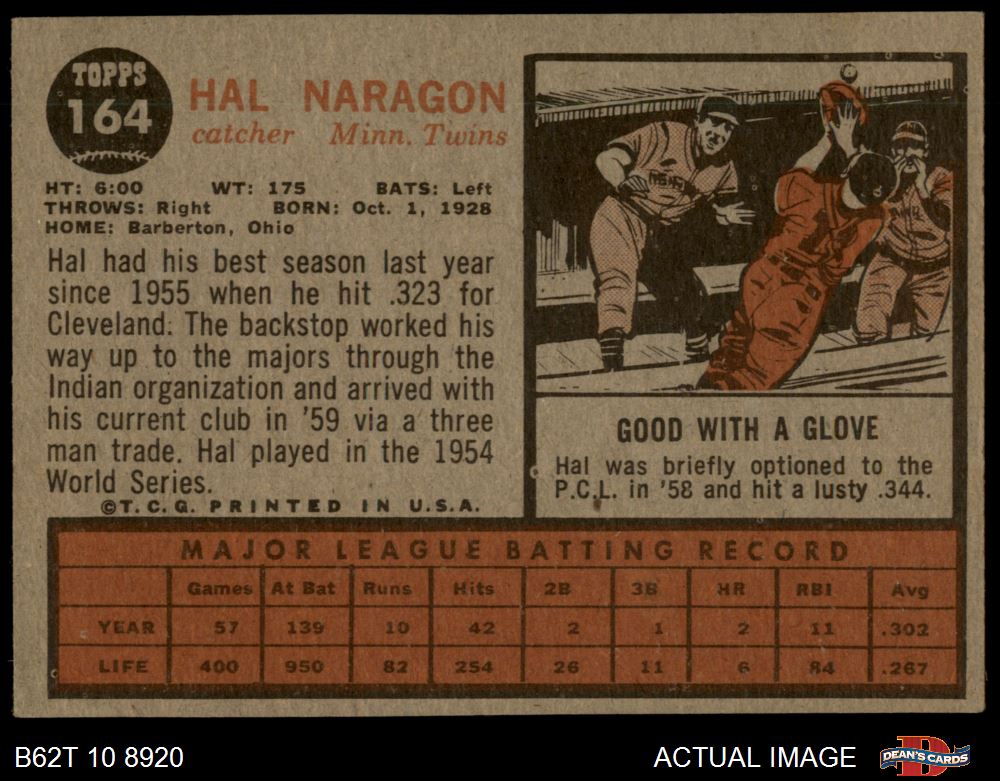 TOPPS
164
HAL NARAGON
catcher Minn. Twins
HT: 6:00 WT: 175 BATS: Left
THROWS: Right BORN: Oct. 1, 1928
HOME: Barberton, Ohio
Hal had his best season last year
since 1955 when he hit .323 for
Cleveland. The backstop worked his
way up to the majors through the
Indian organization and arrived with
his current club in '59 via a three
man trade. Hal played in the 1954
World Series.
©T.C.G. PRINTED IN U.S.A.
GOOD WITH A GLOVE
Hal was briefly optioned to the
P.C.L. in '58 and hit a lusty .344.
MAJOR LEAGUE BATTING RECORD
Games At Bat Runs Hits 2B 3B HR RBI Avg
YEAR 57 139 10 42 2 1 2 11 .302
LIFE 400 950 82 254 26 11 6 84 .267
B62T 10 8920 ACTUAL IMAGE
DEAN'S CARDS